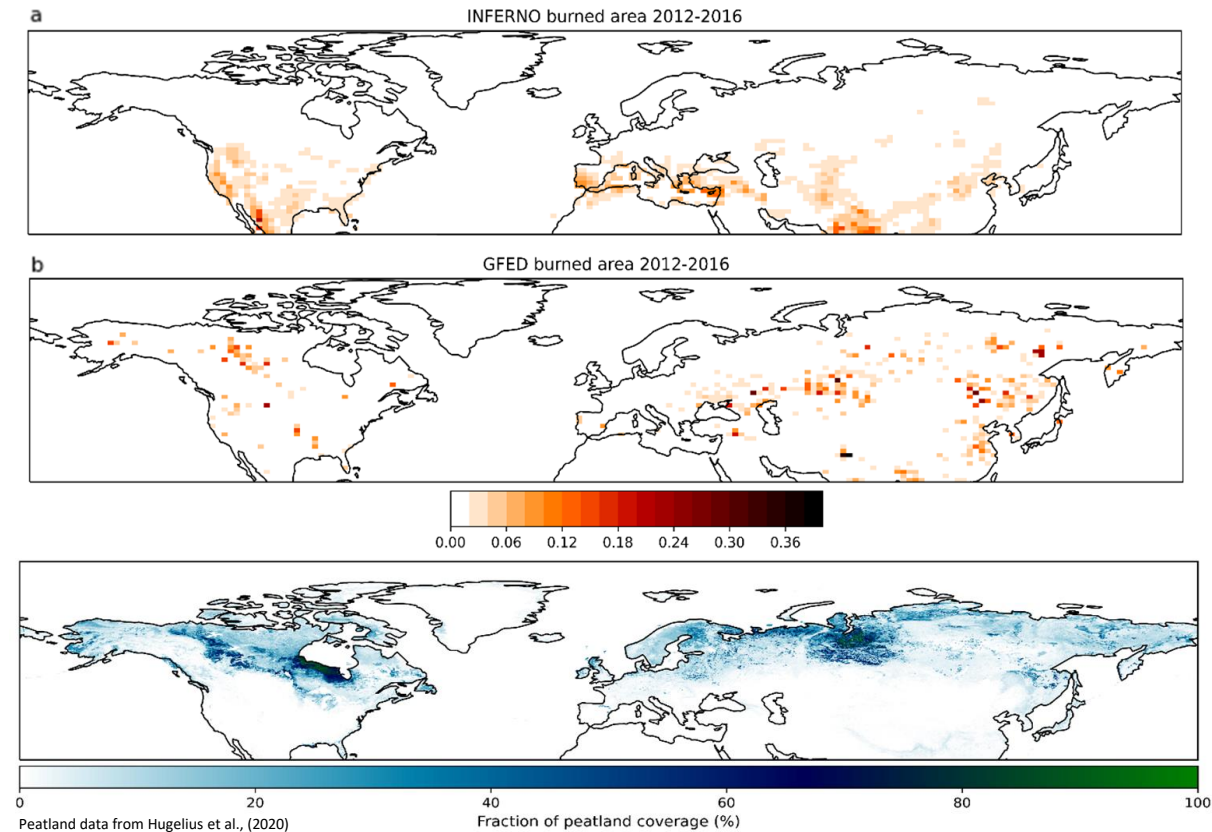 a
INFERNO burned area 2012-2016
b
GFED burned area 2012-2016
0.00 0.06 0.12 0.18 0.24 0.30 0.36
0 20 40 60 80 100
Peatland data from Hugelius et al., (2020)
Fraction of peatland coverage (%)